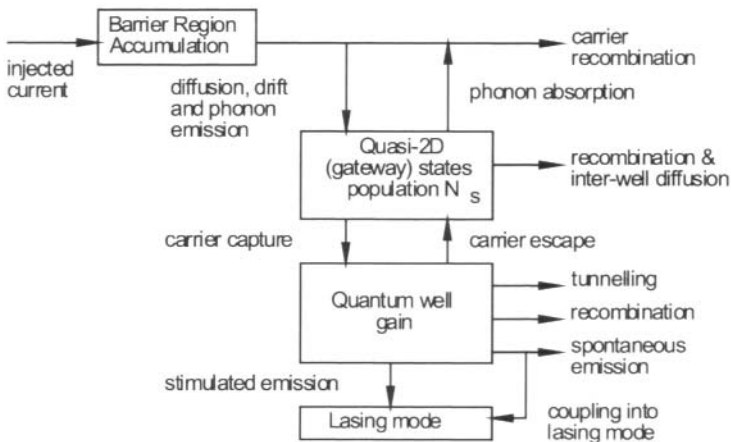 Barrier Region
Accumulation
injected
current
carrier
recombination
diffusion, drift
and phonon
emission
phonon absorption
Quasi-2D
(gateway) states
population N s
recombination &
inter-well diffusion
carrier capture
carrier escape
Quantum well
gain
tunnelling
recombination
spontaneous
emission
stimulated emission
Lasing mode
coupling into
lasing mode